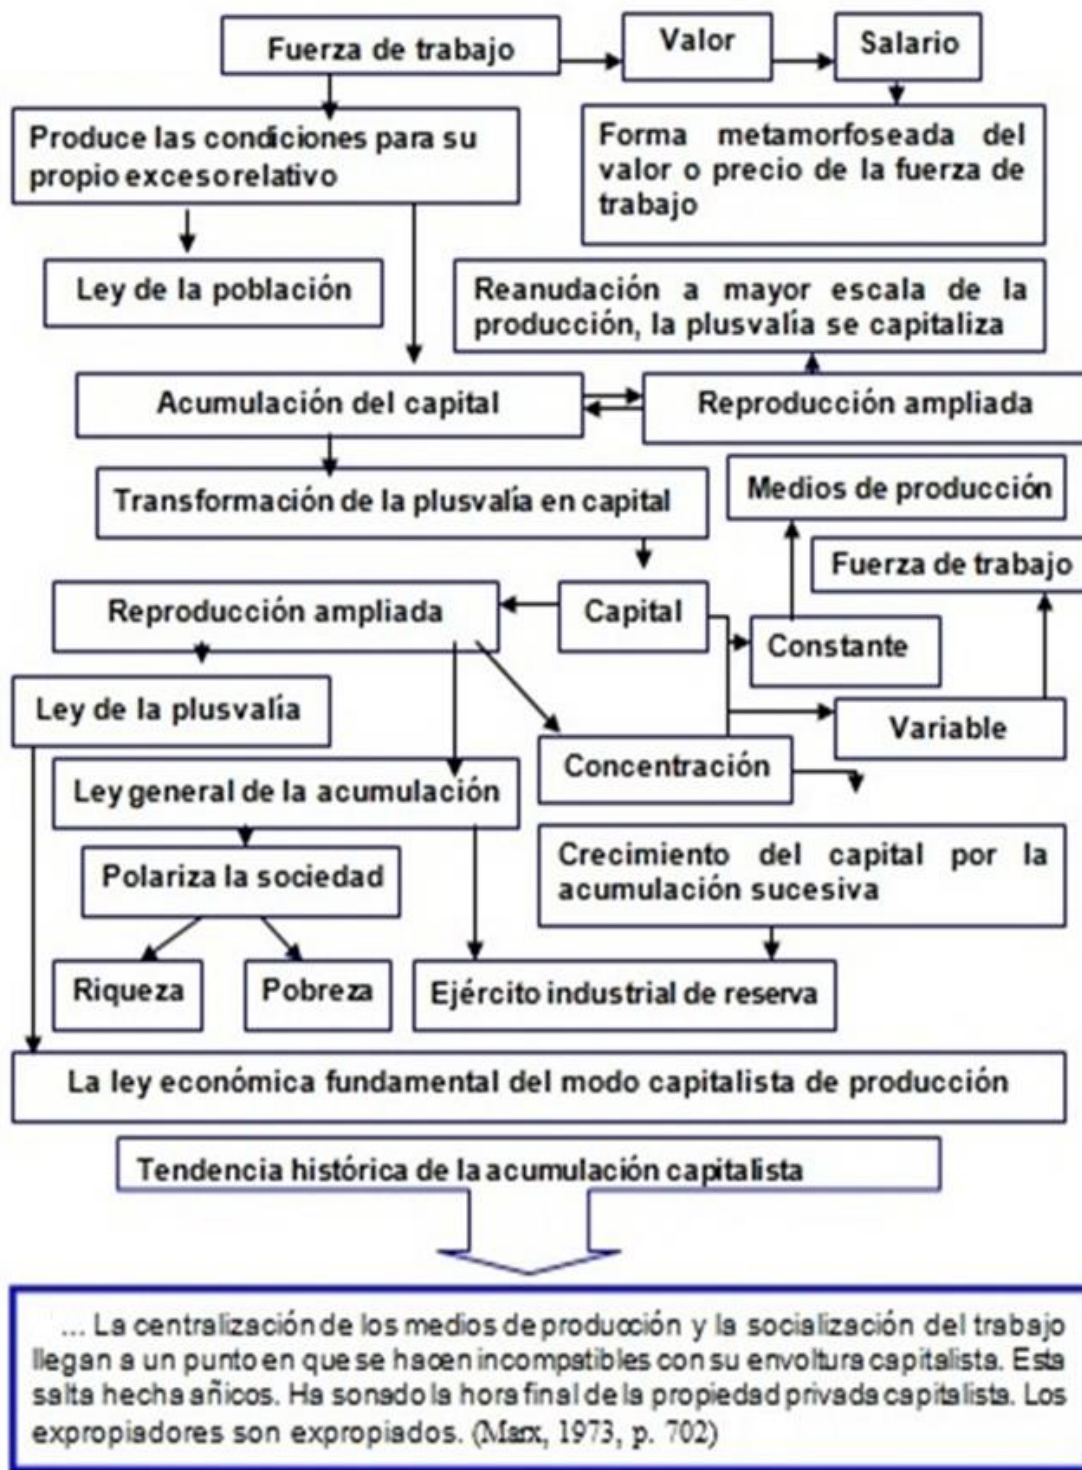 Fuerza de trabajo
Valor
Salario
Produce las condiciones para su
propio exceso relativo
Forma metamorfoseada del
valor o precio de la fuerza de
trabajo
Ley de la población
Reanudación a mayor escala de la
producción, la plusvalía se capitaliza
Acumulación del capital
Reproducción ampliada
Transformación de la plusvalía en capital
Medios de producción
Fuerza de trabajo
Reproducción ampliada
Capital
Constante
Ley de la plusvalía
Variable
Concentración
Ley general de la acumulación
Polariza la sociedad
Crecimiento del capital por la
acumulación sucesiva
Riqueza
Pobreza
Ejército industrial de reserva
La ley económica fundamental del modo capitalista de producción
Tendencia histórica de la acumulación capitalista
... La centralización de los medios de producción y la socialización del trabajo
llegan a un punto en que se hacen incompatibles con su envoltura capitalista. Esta
salta hecha añicos. Ha sonado la hora final de la propiedad privada capitalista. Los
expropiadores son expropiados. (Marx, 1973, p. 702)